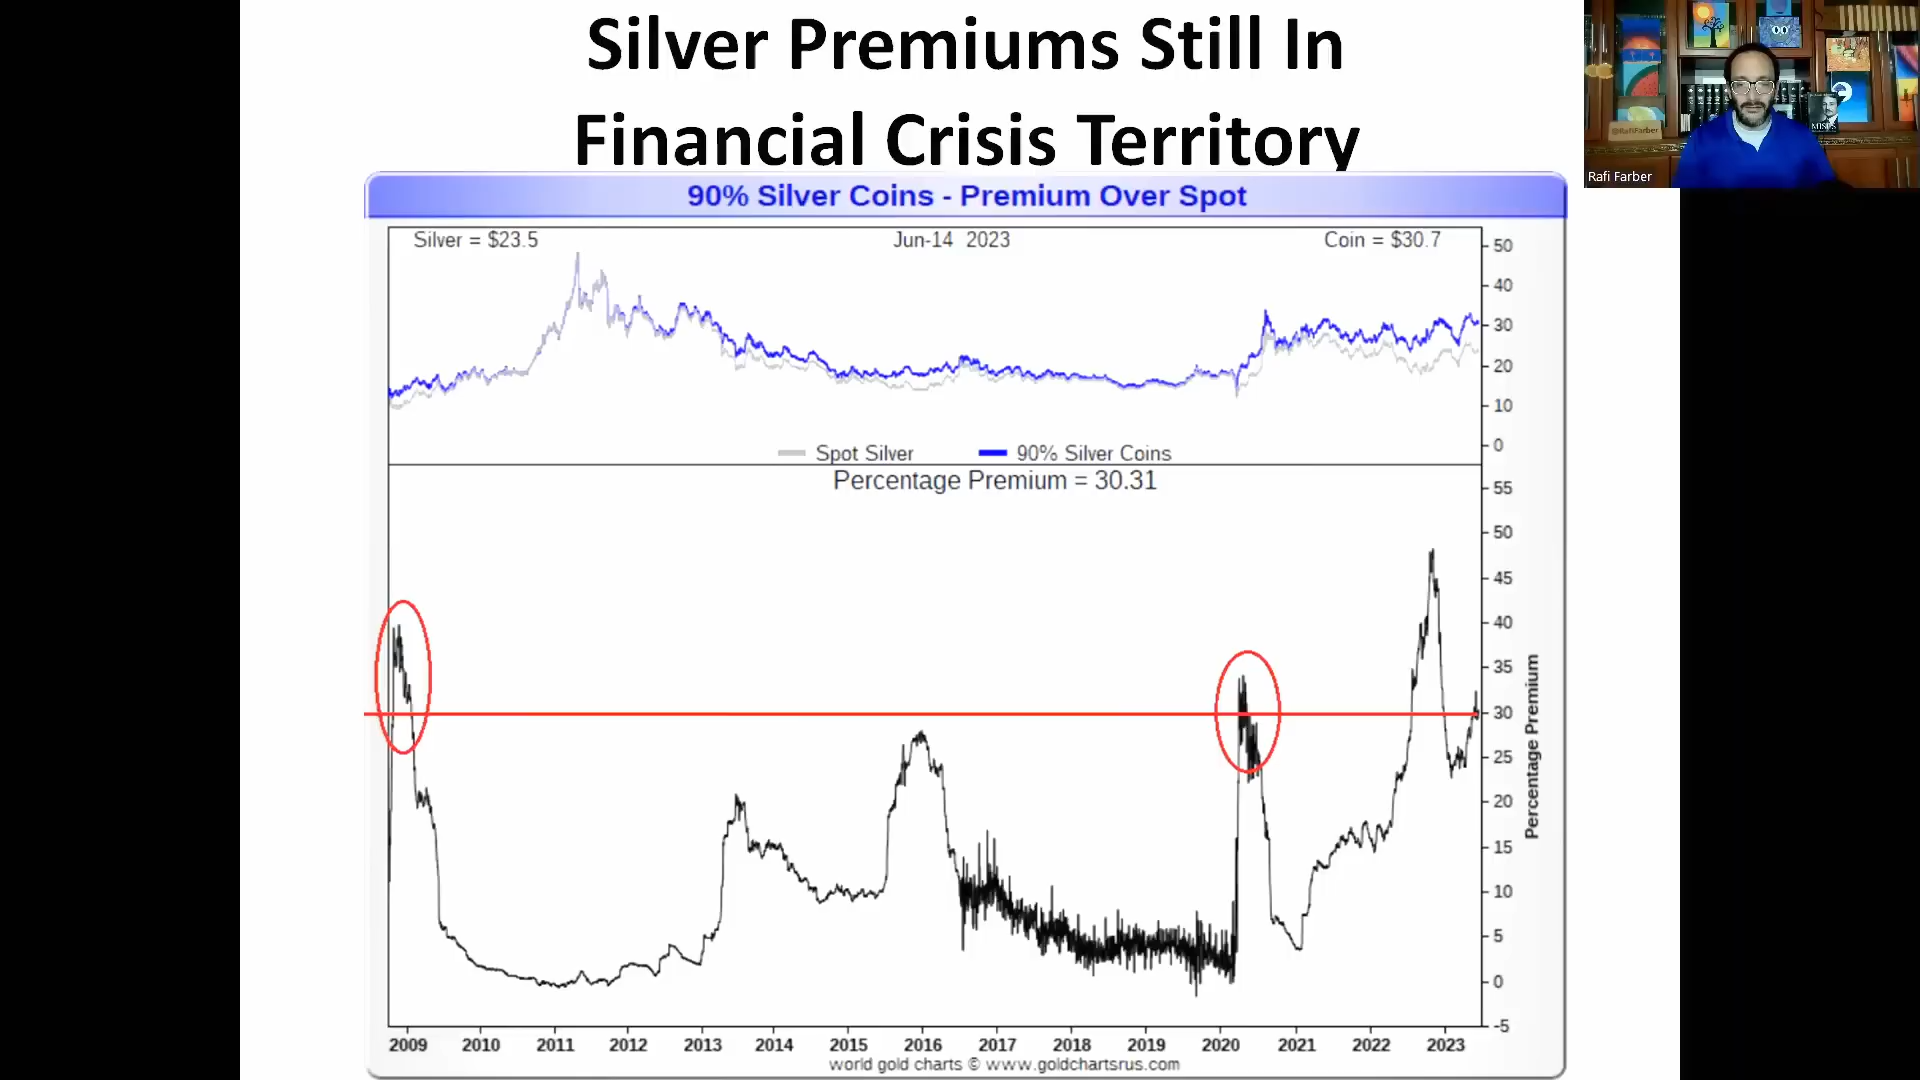 Silver Premiums Still In
Financial Crisis Territory
90% Silver Coins - Premium Over Spot
Silver = $23.5
Jun-14 2023
Coin = $30.7
50
40
30
20
10
0
Spot Silver
90% Silver Coins
Percentage Premium = 30.31
55
50
45
40
35
30
25
20
15
10
5
0
-5
Percentage Premium
2009 2010 2011 2012 2013 2014 2015 2016 2017 2018 2019 2020 2021 2022 2023
world gold charts © www.goldchartsrus.com
@RafiFarber
MISES
Rafi Farber